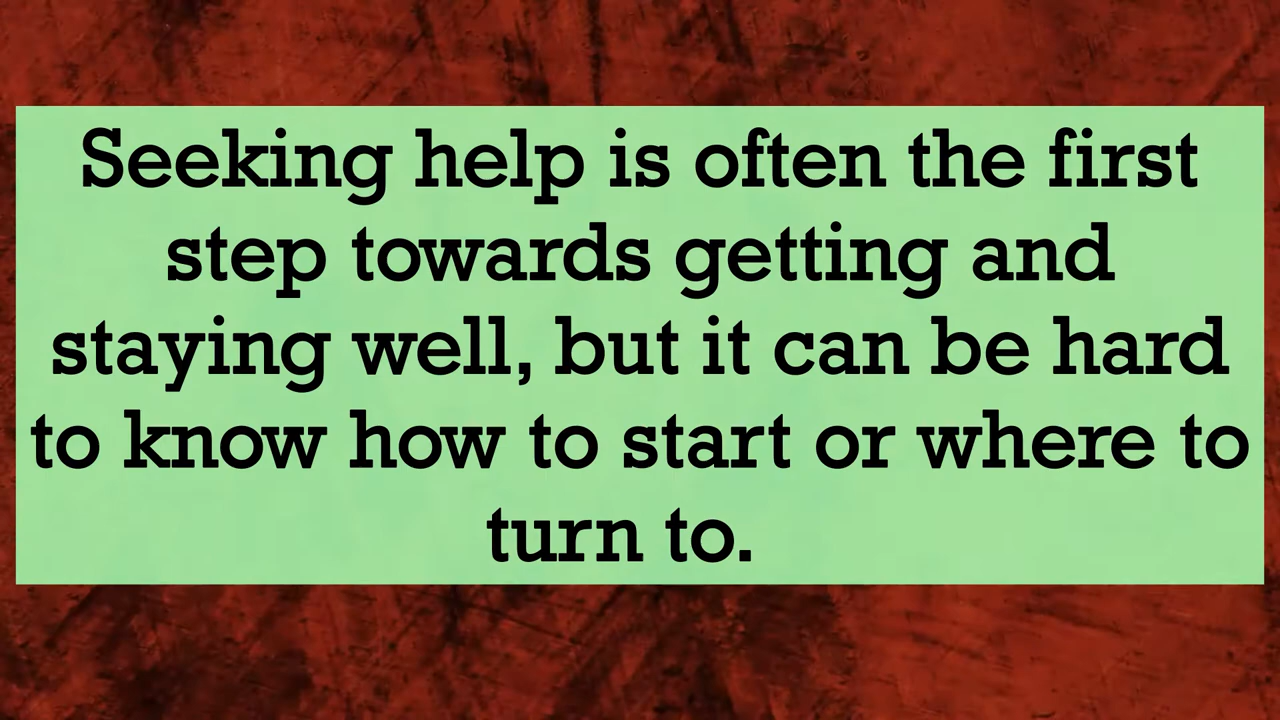 Seeking help is often the first
step towards getting and
staying well, but it can be hard
to know how to start or where to
turn to.